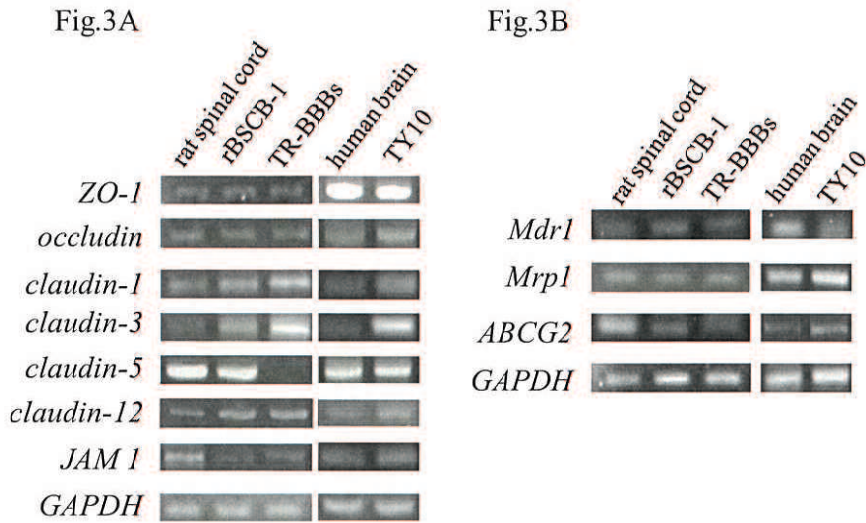 Fig.3A
rat spinal cord
rBSCB-1
TR-BBBs
human brain
TY10
ZO-1
occludin
claudin-1
claudin-3
claudin-5
claudin-12
JAM 1
GAPDH
Fig.3B
rat spinal cord
rBSCB-1
TR-BBBs
human brain
TY10
Mdr1
Mrp1
ABCG2
GAPDH